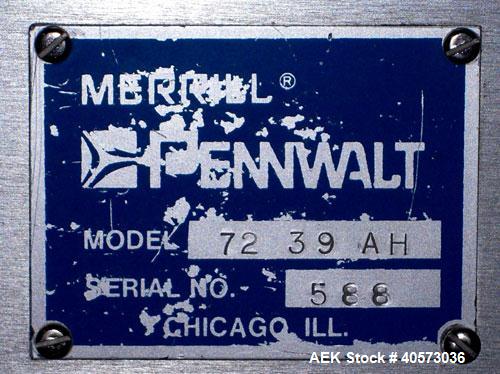 MERRILL ®
PENNWALT
MODEL 72 39 AH
SERIAL NO. 588
CHICAGO ILL.
AEK Stock # 40573036